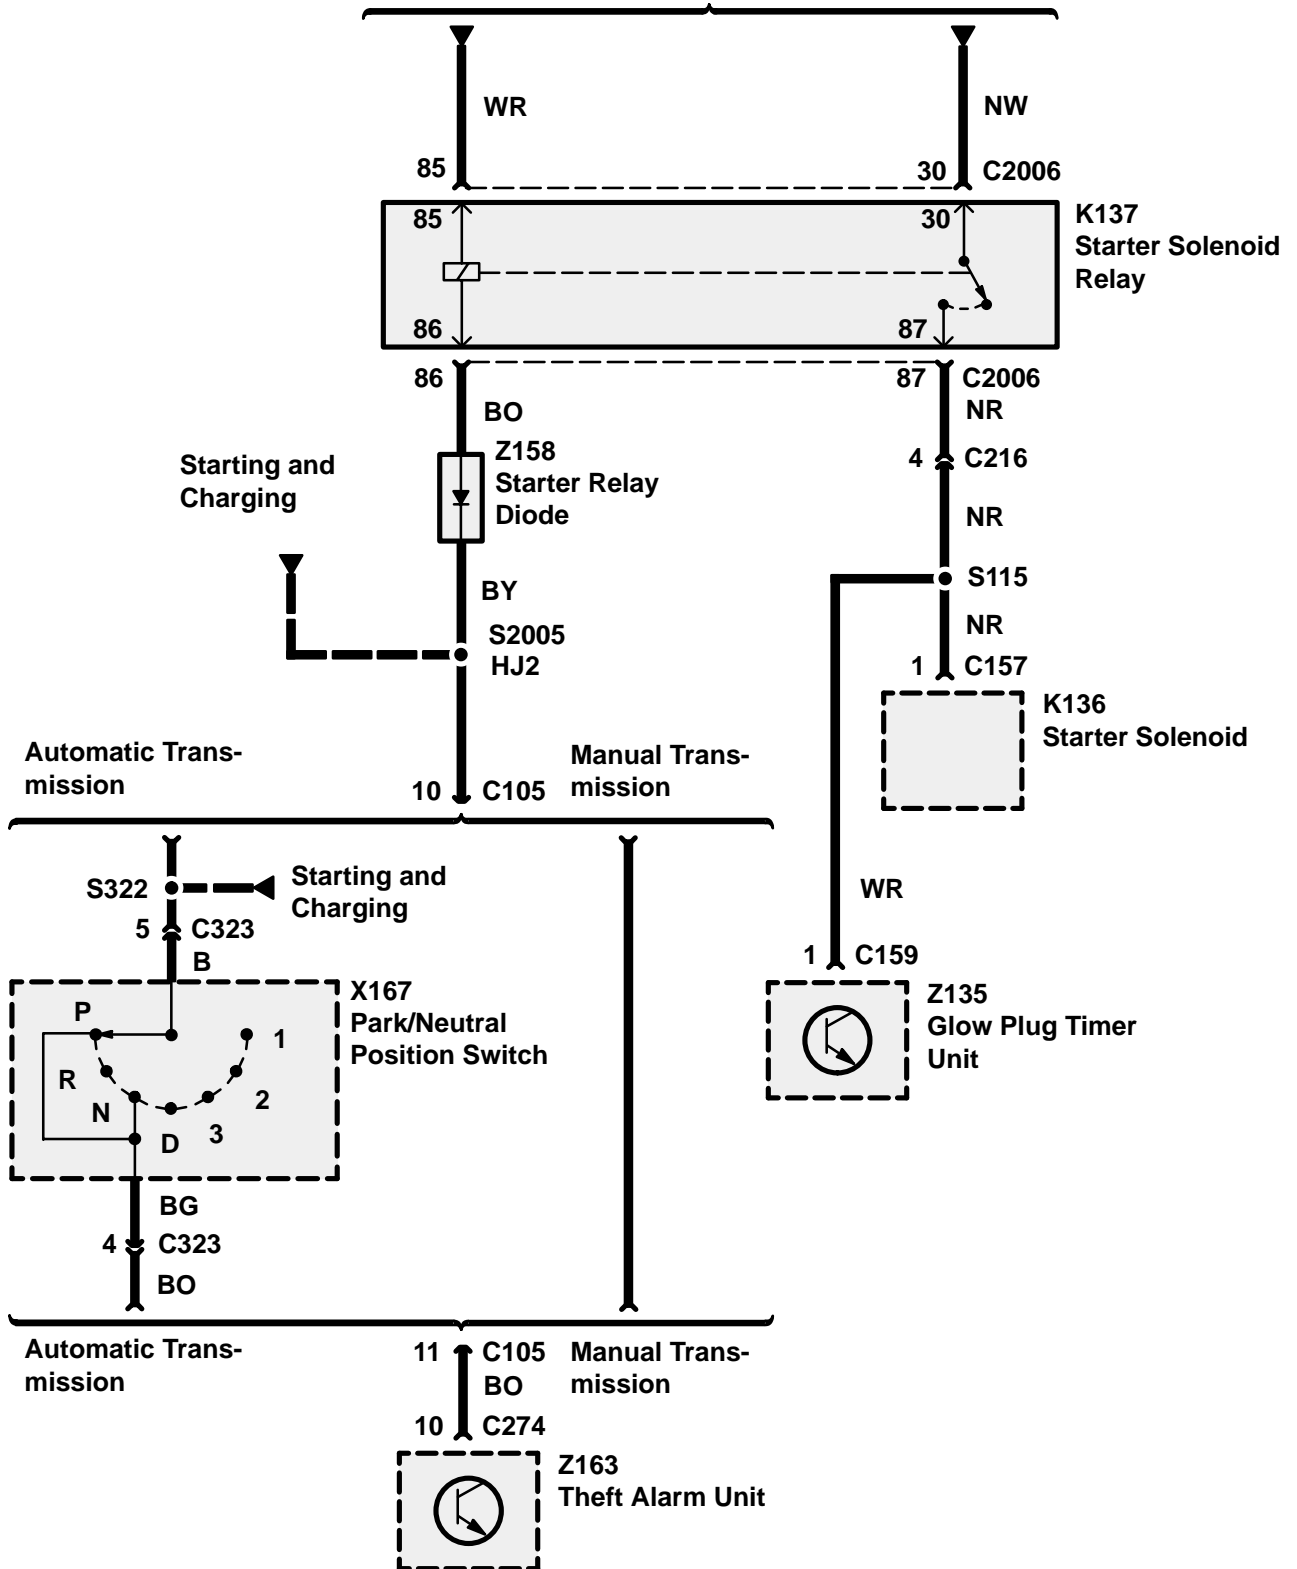 WR
NW
85
30 C2006
85
30
K137
Starter Solenoid
Relay
86
87
86
87 C2006
BO
NR
Z158
Starter Relay
Diode
4 C216
Starting and
Charging
NR
BY
S115
S2005
HJ2
NR
1 C157
K136
Starter Solenoid
Automatic Trans-
mission
10 C105
Manual Trans-
mission
S322
Starting and
Charging
5 C323
B
WR
1 C159
X167
Park/Neutral
Position Switch
P
R
N
D
3
2
1
Z135
Glow Plug Timer
Unit
BG
4 C323
BO
Automatic Trans-
mission
11 C105
BO
10 C274
Manual Trans-
mission
Z163
Theft Alarm Unit